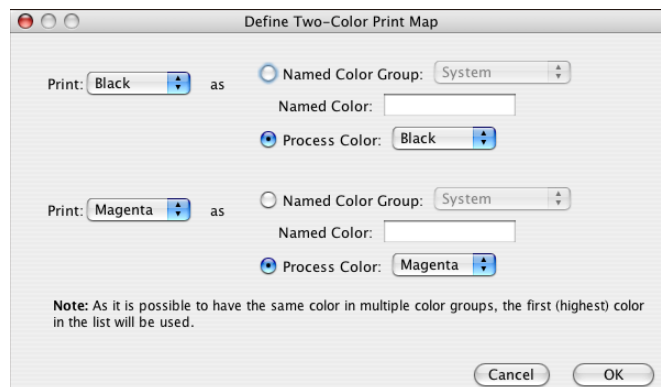 Define Two-Color Print Map
Print: Black as
Named Color Group: System
Named Color:
Process Color: Black
Print: Magenta as
Named Color Group: System
Named Color:
Process Color: Magenta
Note: As it is possible to have the same color in multiple color groups, the first (highest) color
in the list will be used.
Cancel OK